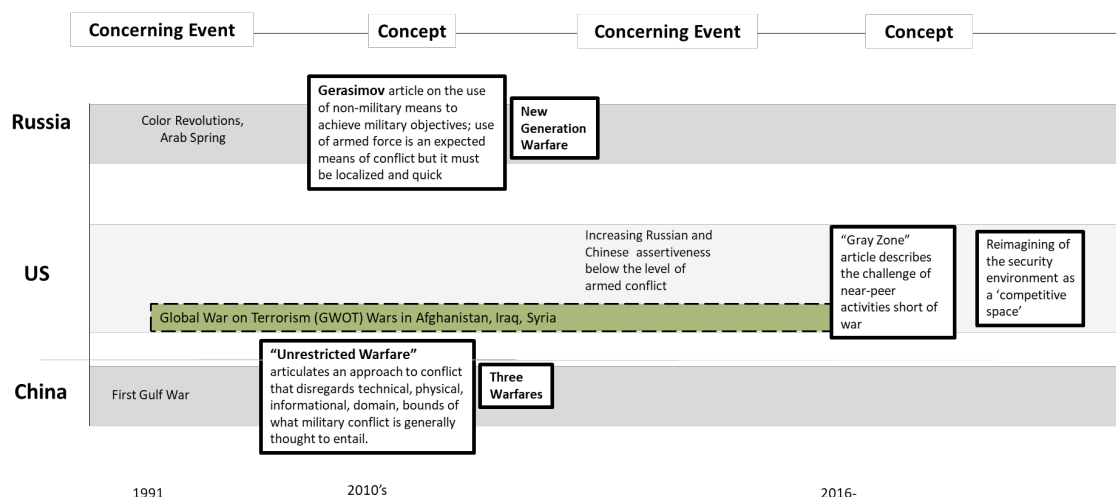 Concerning Event
Concept
Concerning Event
Concept
Russia
Color Revolutions,
Arab Spring
Gerasimov article on the use
of non-military means to
achieve military objectives; use
of armed force is an expected
means of conflict but it must
be localized and quick
New
Generation
Warfare
US
Increasing Russian and
Chinese assertiveness
below the level of
armed conflict
"Gray Zone"
article describes
the challenge of
near-peer
activities short of
war
Reimagining of
the security
environment as
a 'competitive
space'
Global War on Terrorism (GWOT) Wars in Afghanistan, Iraq, Syria
China
First Gulf War
"Unrestricted Warfare"
articulates an approach to conflict
that disregards technical, physical,
informational, domain, bounds of
what military conflict is generally
thought to entail.
Three
Warfares
1991
2010's
2016-